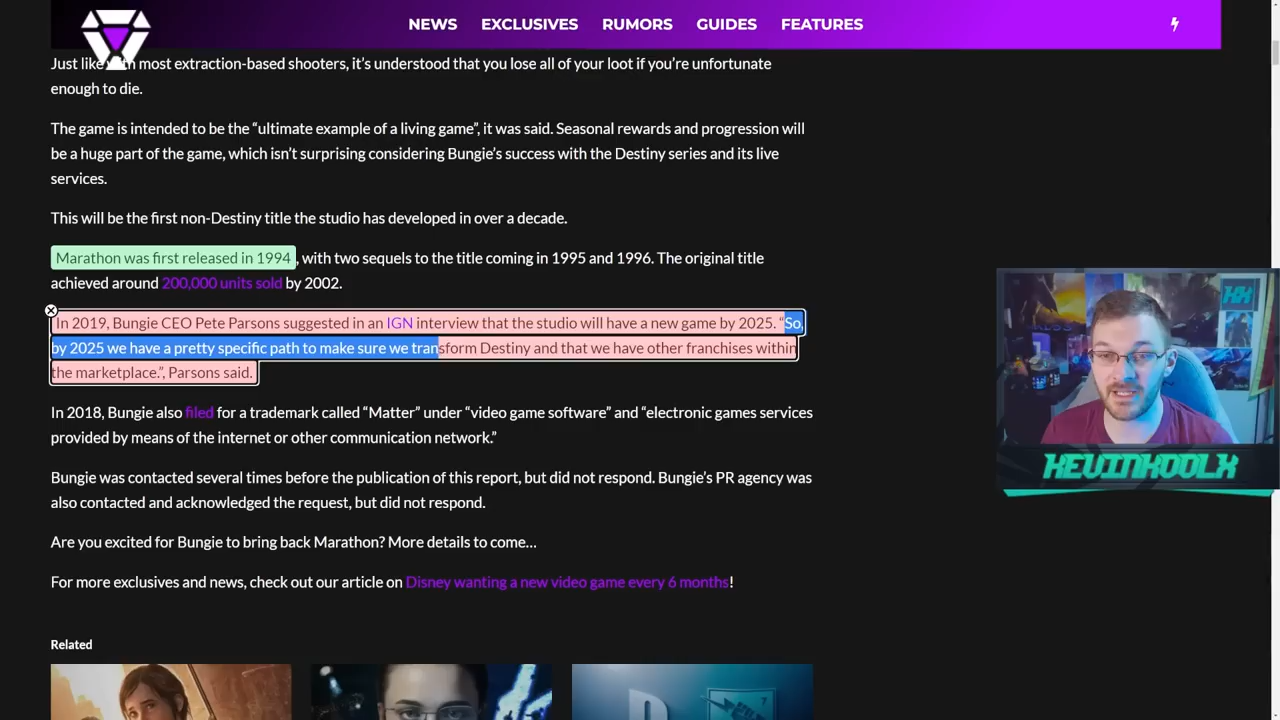 NEWS EXCLUSIVES RUMORS GUIDES FEATURES
Just like with most extraction-based shooters, it’s understood that you lose all of your loot if you’re unfortunate
enough to die.
The game is intended to be the “ultimate example of a living game”, it was said. Seasonal rewards and progression will
be a huge part of the game, which isn’t surprising considering Bungie’s success with the Destiny series and its live
services.
This will be the first non-Destiny title the studio has developed in over a decade.
Marathon was first released in 1994, with two sequels to the title coming in 1995 and 1996. The original title
achieved around 200,000 units sold by 2002.
In 2019, Bungie CEO Pete Parsons suggested in an IGN interview that the studio will have a new game by 2025. “So,
by 2025 we have a pretty specific path to make sure we transform Destiny and that we have other franchises within
the marketplace.”, Parsons said.
In 2018, Bungie also filed for a trademark called “Matter” under “video game software” and “electronic games services
provided by means of the internet or other communication network.”
Bungie was contacted several times before the publication of this report, but did not respond. Bungie’s PR agency was
also contacted and acknowledged the request, but did not respond.
Are you excited for Bungie to bring back Marathon? More details to come…
For more exclusives and news, check out our article on Disney wanting a new video game every 6 months!
KEVINKOOLX
Related